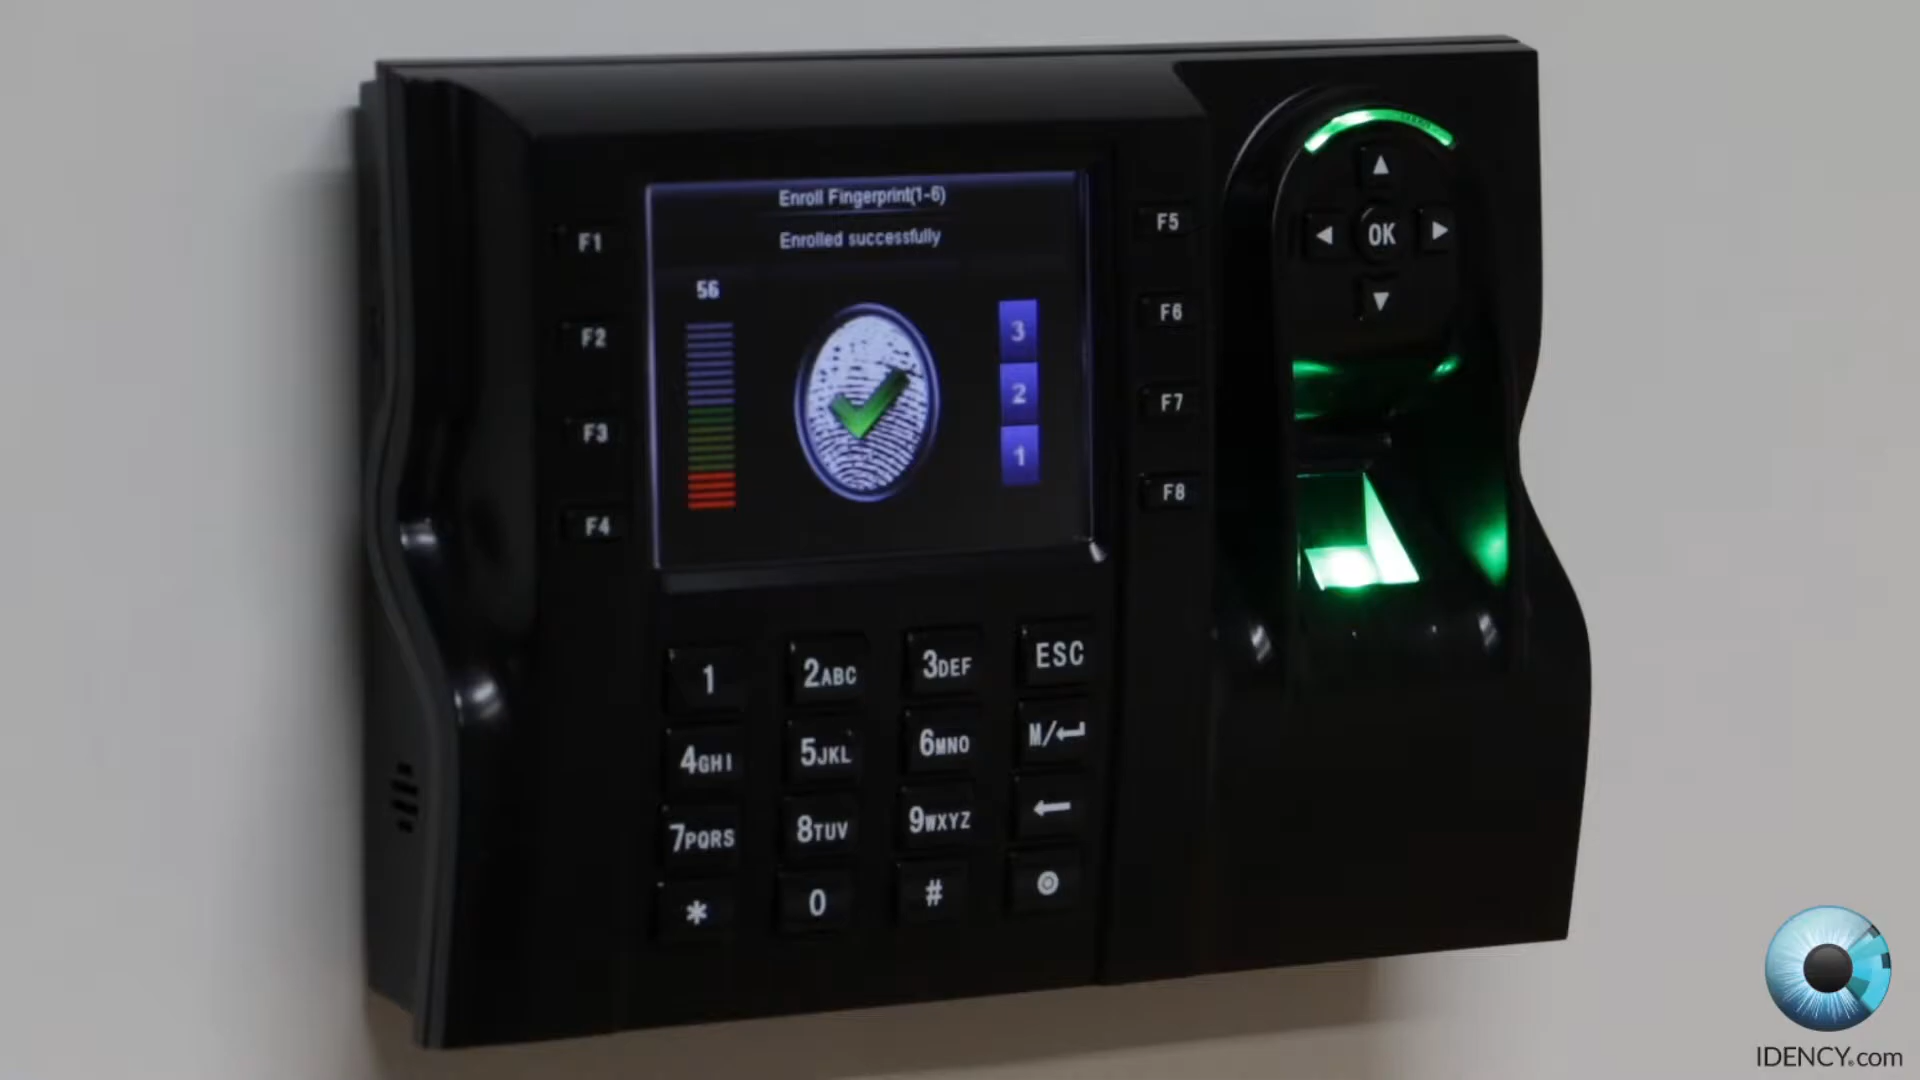 Enroll Fingerprint(1-6)
Enrolled successfully
56
3
2
1
F1
F2
F3
F4
F5
F6
F7
F8
OK
1 2ABC 3DEF ESC
4GHI 5JKL 6MNO M/
7PQRS 8TUV 9WXYZ
* 0 #
IDENCY.com